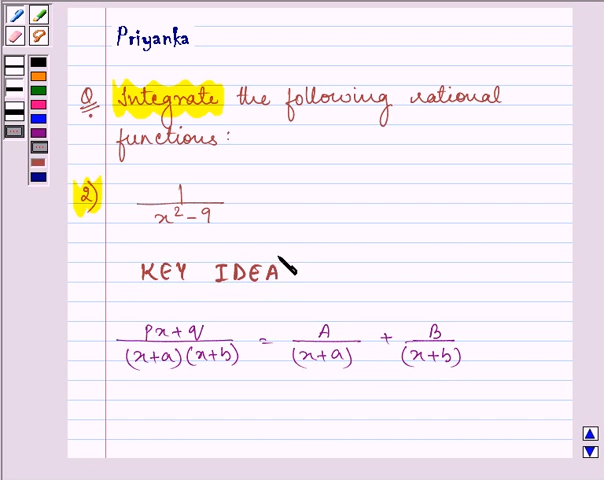 Priyanka
Q Integrate the following rational
functions:
2) 1/(x²-9)
KEY IDEA
(px+q)/((x+a)(x+b)) = A/(x+a) + B/(x+b)